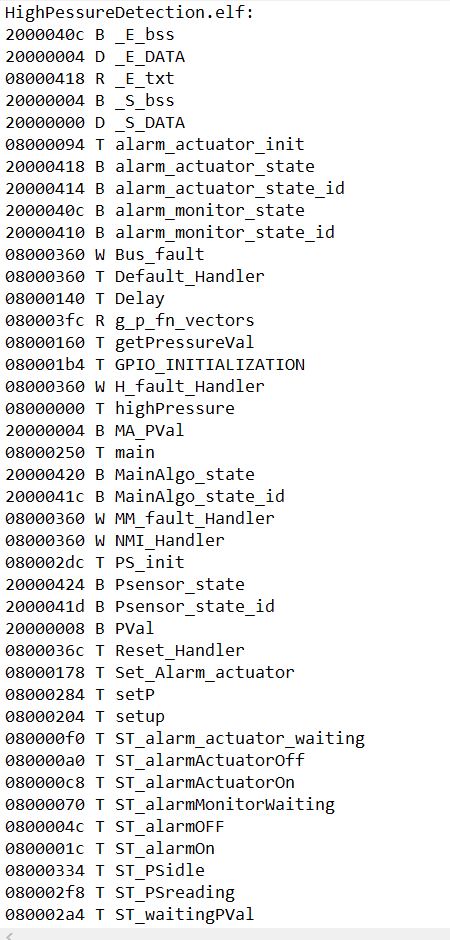 HighPessureDetection.elf:
2000040c B _E_bss
20000004 D _E_DATA
08000418 R _E_txt
20000004 B _S_bss
20000000 D _S_DATA
08000094 T alarm_actuator_init
20000418 B alarm_actuator_state
20000414 B alarm_actuator_state_id
2000040c B alarm_monitor_state
20000410 B alarm_monitor_state_id
08000360 W Bus_fault
08000360 T Default_Handler
08000140 T Delay
080003fc R g_p_fn_vectors
08000160 T getPressureVal
080001b4 T GPIO_INITIALIZATION
08000360 W H_fault_Handler
08000000 T highPressure
20000004 B MA_PVal
08000250 T main
20000420 B MainAlgo_state
2000041c B MainAlgo_state_id
08000360 W MM_fault_Handler
08000360 W NMI_Handler
080002dc T PS_init
20000424 B Psensor_state
2000041d B Psensor_state_id
20000008 B PVal
0800036c T Reset_Handler
08000178 T Set_Alarm_actuator
08000284 T setP
08000204 T setup
080000f0 T ST_alarm_actuator_waiting
080000a0 T ST_alarmActuatorOff
080000c8 T ST_alarmActuatorOn
08000070 T ST_alarmMonitorWaiting
0800004c T ST_alarmOFF
0800001c T ST_alarmOn
08000334 T ST_PSidle
080002f8 T ST_PSreading
080002a4 T ST_waitingPVal